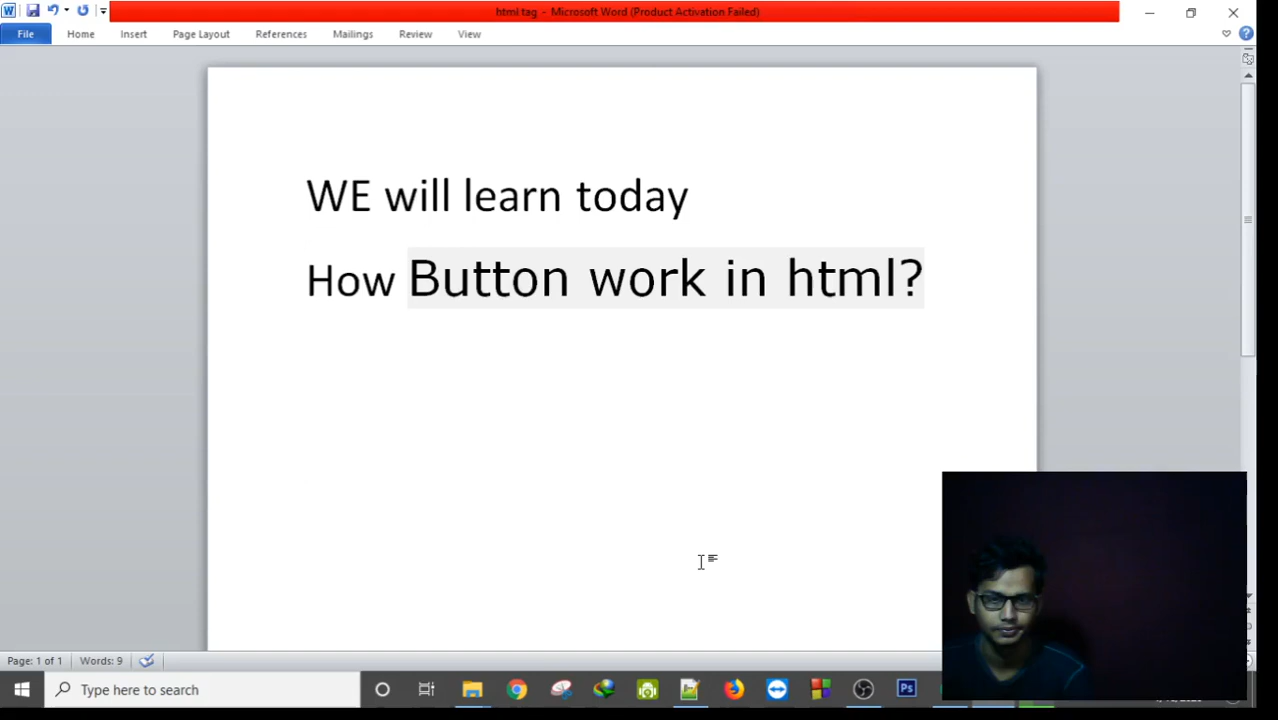 html tag - Microsoft Word (Product Activation Failed)
File Home Insert Page Layout References Mailings Review View
WE will learn today
How Button work in html?
Page: 1 of 1 Words: 9
Type here to search
Ps